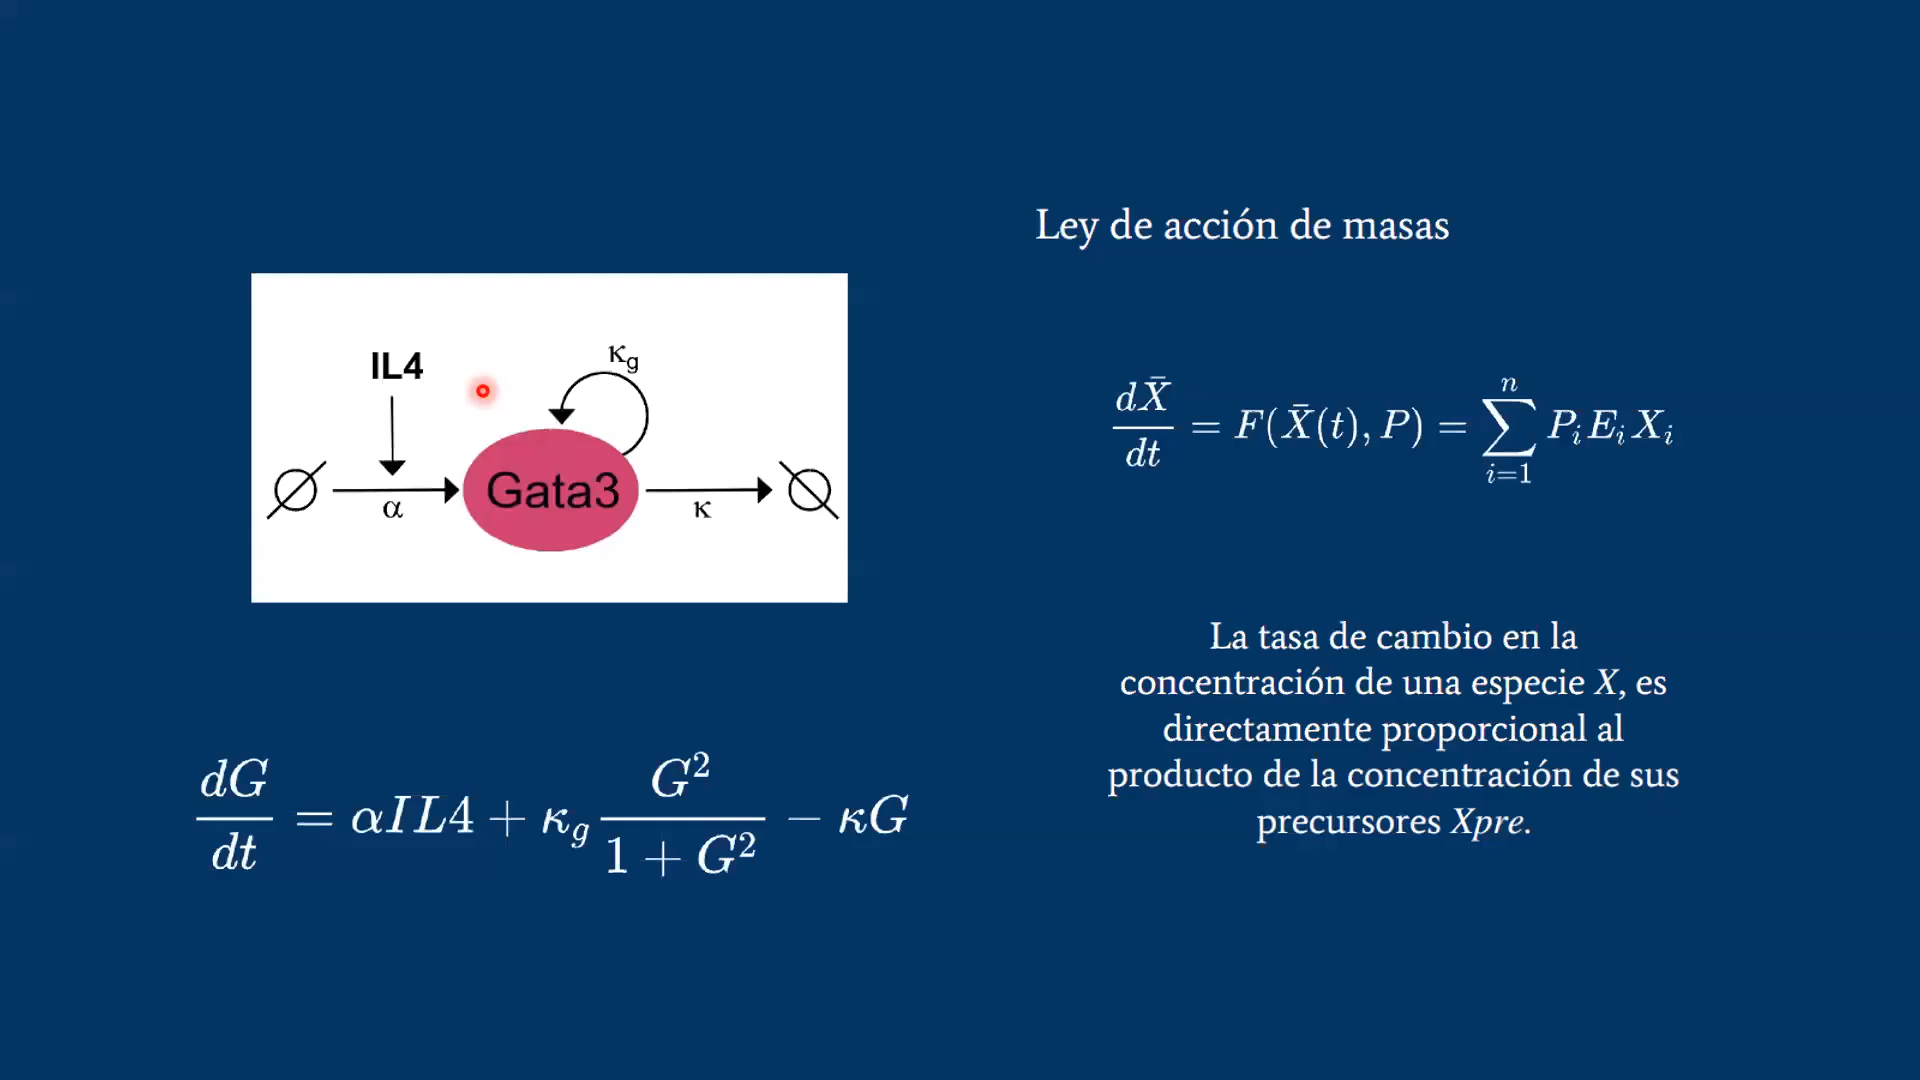 Ley de acción de masas
IL4
κg
∅ α Gata3 κ ∅
dX̄/dt = F(X̄(t), P) = ∑_{i=1}^{n} P_i E_i X_i
La tasa de cambio en la
concentración de una especie X, es
directamente proporcional al
producto de la concentración de sus
precursores Xpre.
dG/dt = αIL4 + κ_g G²/(1 + G²) − κG